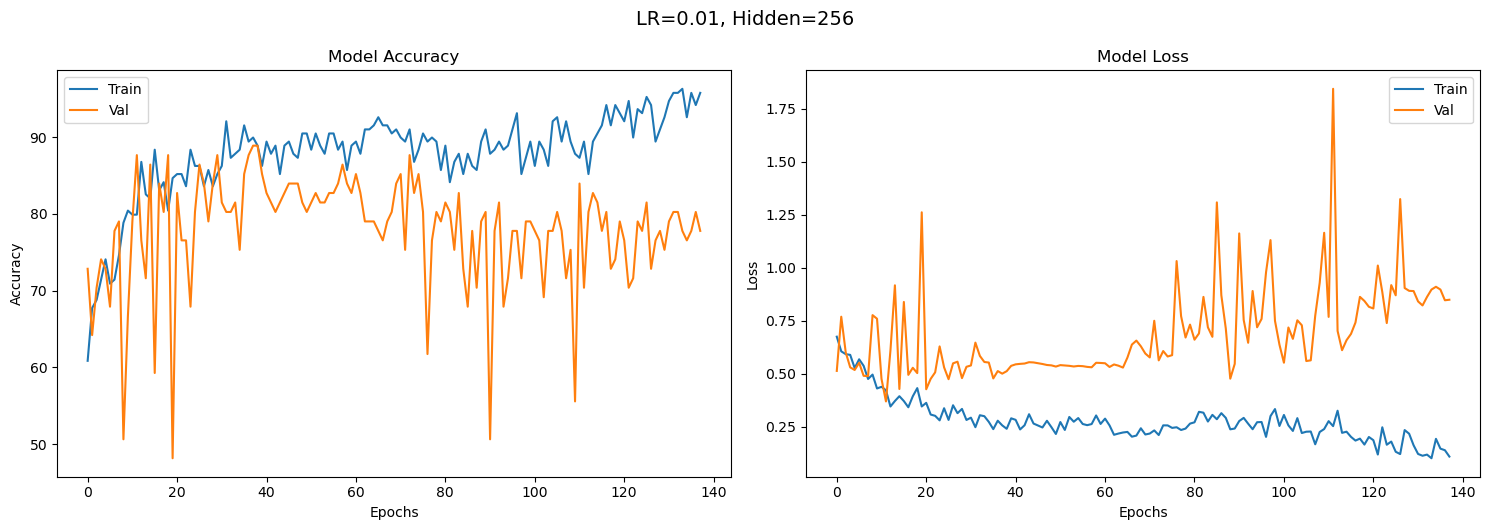 LR=0.01, Hidden=256
Model Accuracy
Train
Val
Accuracy
90
80
70
60
50
0 20 40 60 80 100 120 140
Epochs
Model Loss
Train
Val
Loss
1.75
1.50
1.25
1.00
0.75
0.50
0.25
0 20 40 60 80 100 120 140
Epochs